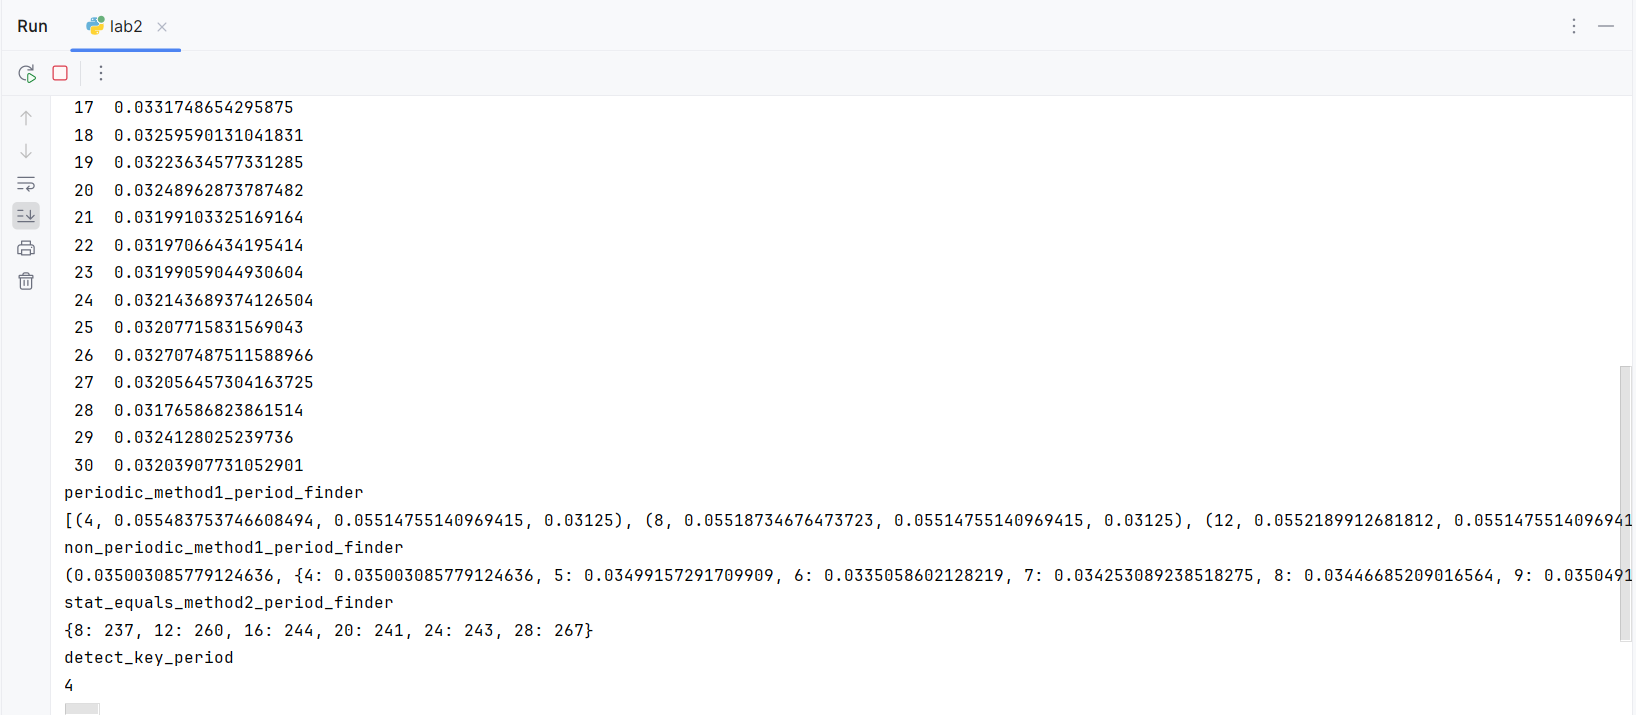 Run lab2
17 0.0331748654295875
18 0.03259590131041831
19 0.03223634577331285
20 0.03248962873787482
21 0.03199103325169164
22 0.03197066434195414
23 0.03199059044930604
24 0.032143689374126504
25 0.03207715831569043
26 0.032707487511588966
27 0.032056457304163725
28 0.03176586823861514
29 0.0324128025239736
30 0.03203907731052901
periodic_method1_period_finder
[(4, 0.055483753746608494, 0.05514755140969415, 0.03125), (8, 0.05518734676473723, 0.05514755140969415, 0.03125), (12, 0.0552189912681812, 0.0551475514096941
non_periodic_method1_period_finder
(0.035003085779124636, {4: 0.035003085779124636, 5: 0.03499157291709909, 6: 0.0335058602128219, 7: 0.034253089238518275, 8: 0.03446685209016564, 9: 0.0350491
stat_equals_method2_period_finder
{8: 237, 12: 260, 16: 244, 20: 241, 24: 243, 28: 267}
detect_key_period
4